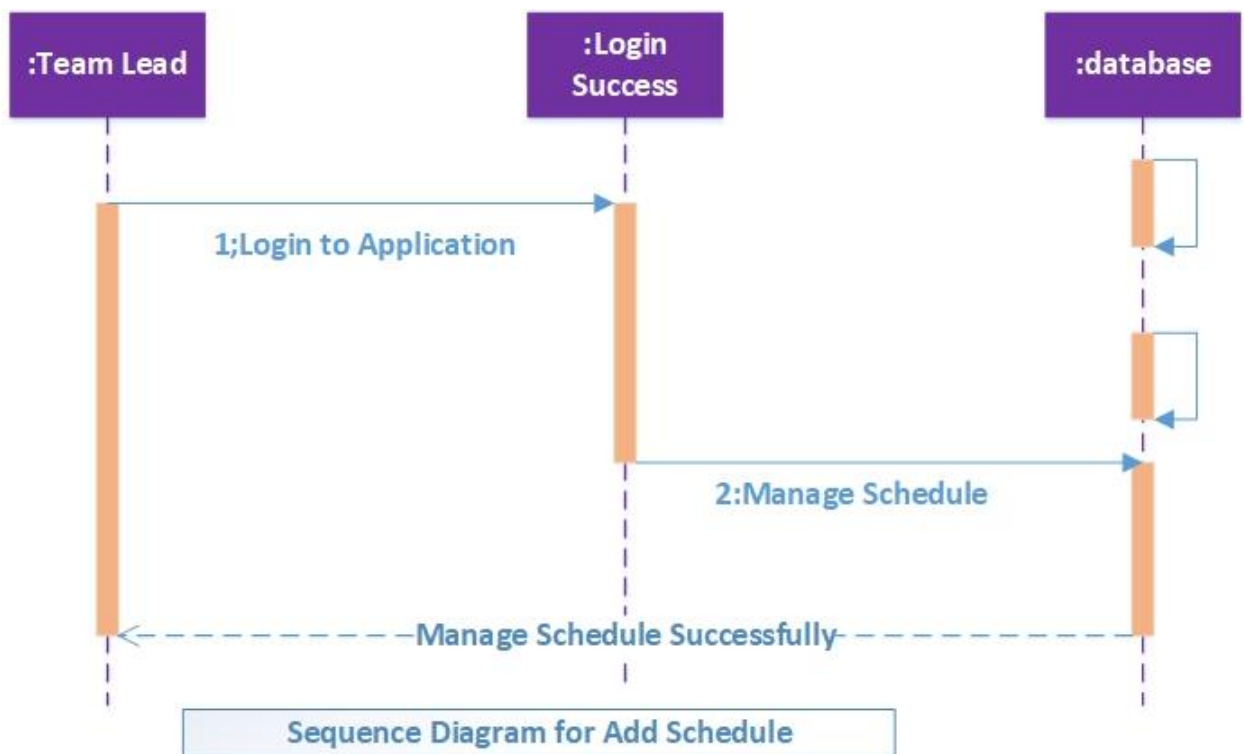 :Team Lead
:Login
Success
:database
1;Login to Application
2:Manage Schedule
Manage Schedule Successfully
Sequence Diagram for Add Schedule